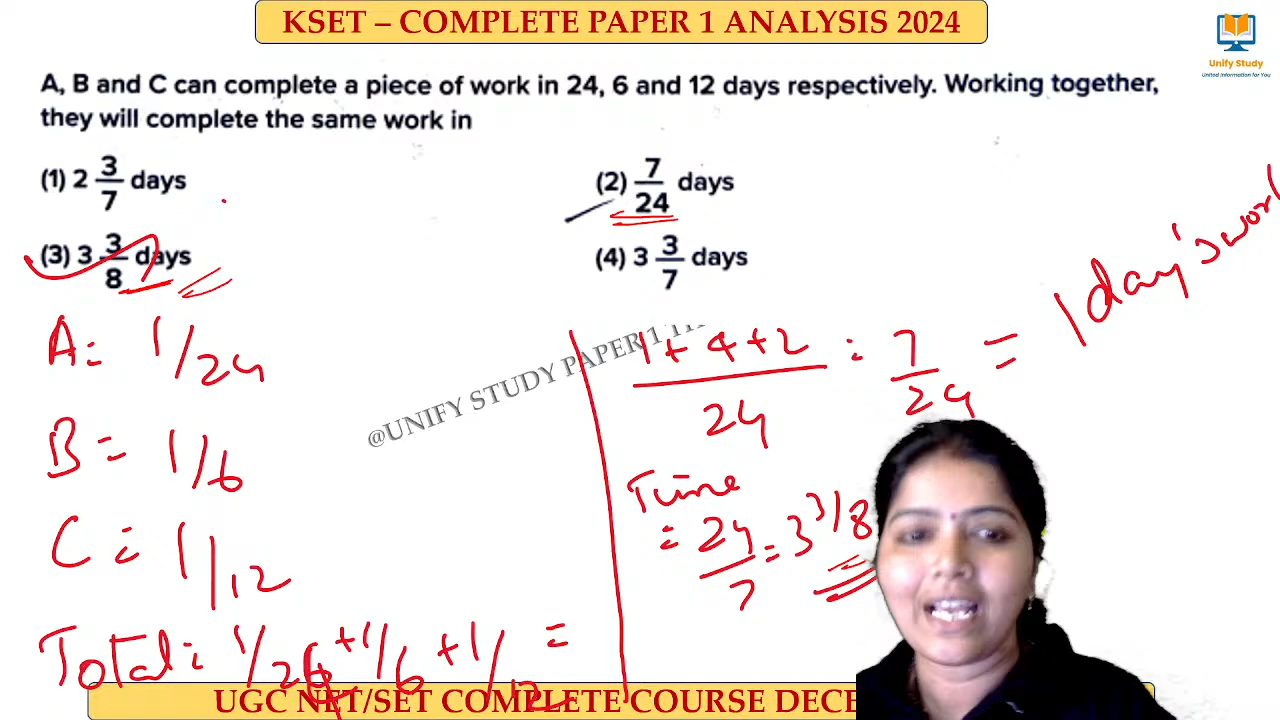 KSET – COMPLETE PAPER 1 ANALYSIS 2024
Unify Study
United Information for You
A, B and C can complete a piece of work in 24, 6 and 12 days respectively. Working together,
they will complete the same work in
(1) 2 3/7 days
(2) 7/24 days
(3) 3 3/8 days
(4) 3 3/7 days
@UNIFY STUDY PAPER 1
A = 1/24
B = 1/6
C = 1/12
Total = 1/24 + 1/6 + 1/12 =
1+4+2/24 = 7/24 = 1 day's work
Time
= 24/7 = 3 3/8
UGC NET/SET COMPLETE COURSE DECE